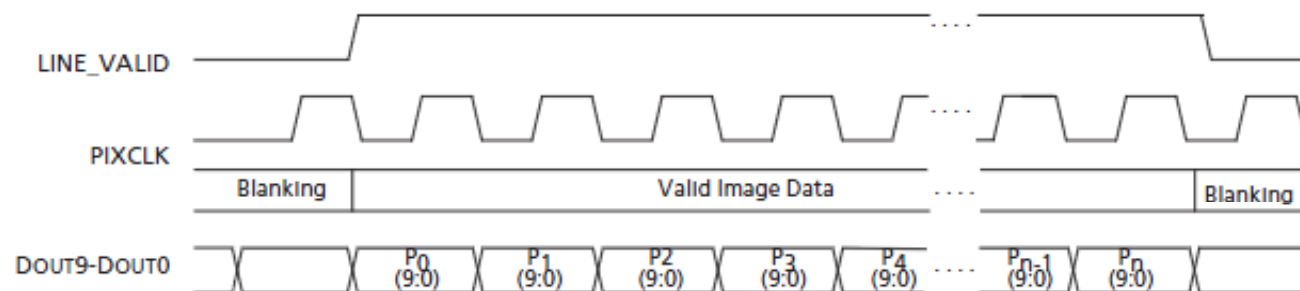 LINE_VALID
....
PIXCLK
....
Blanking Valid Image Data .... Blanking
DOUT9-DOUT0 P0 (9:0) P1 (9:0) P2 (9:0) P3 (9:0) P4 (9:0) .... Pn-1 (9:0) Pn (9:0)